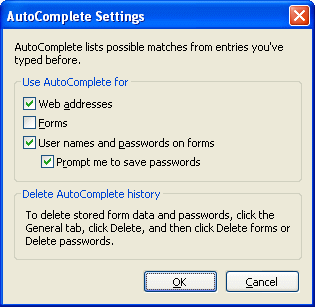 AutoComplete Settings
AutoComplete lists possible matches from entries you've
typed before.
Use AutoComplete for
Web addresses
Forms
User names and passwords on forms
Prompt me to save passwords
Delete AutoComplete history
To delete stored form data and passwords, click the
General tab, click Delete, and then click Delete forms or
Delete passwords.
OK
Cancel